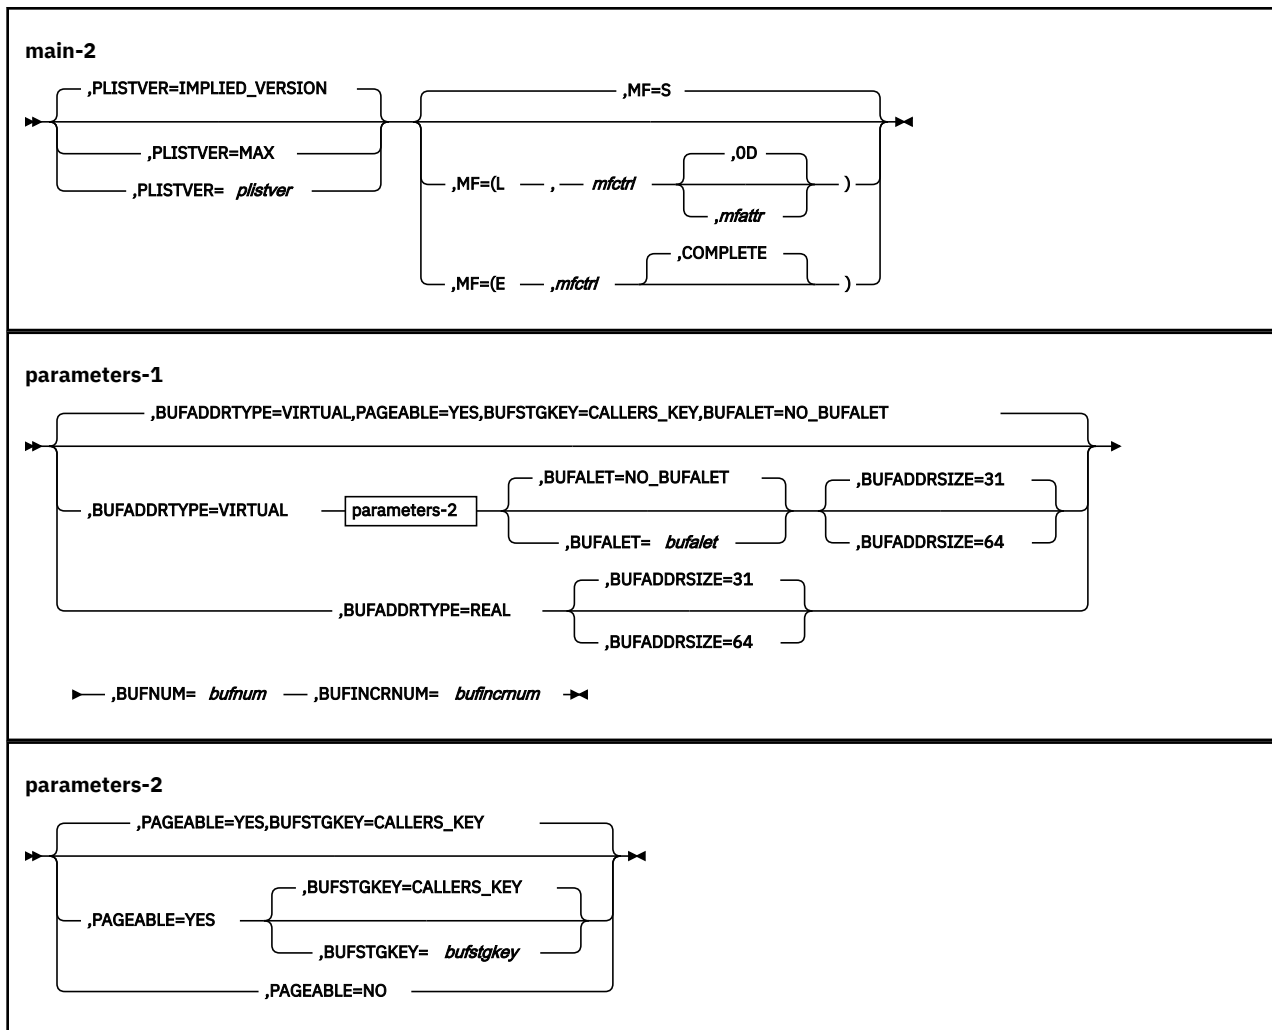 main-2
,PLISTVER=IMPLIED_VERSION
,PLISTVER=MAX
,PLISTVER= plistver
,MF=S
,MF=(L , mfctrl ,0D )
,mfattr
,MF=(E ,mfctrl ,COMPLETE )
parameters-1
,BUFADDRTYPE=VIRTUAL,PAGEABLE=YES,BUFSTGKEY=CALLERS_KEY,BUFALET=NO_BUFALET
,BUFADDRTYPE=VIRTUAL parameters-2 ,BUFALET=NO_BUFALET ,BUFADDRSIZE=31
,BUFALET= bufalet ,BUFADDRSIZE=64
,BUFADDRTYPE=REAL ,BUFADDRSIZE=31
,BUFADDRSIZE=64
,BUFNUM= bufnum ,BUFINCRNUM= bufincrnum
parameters-2
,PAGEABLE=YES,BUFSTGKEY=CALLERS_KEY
,PAGEABLE=YES ,BUFSTGKEY=CALLERS_KEY
,BUFSTGKEY= bufstgkey
,PAGEABLE=NO